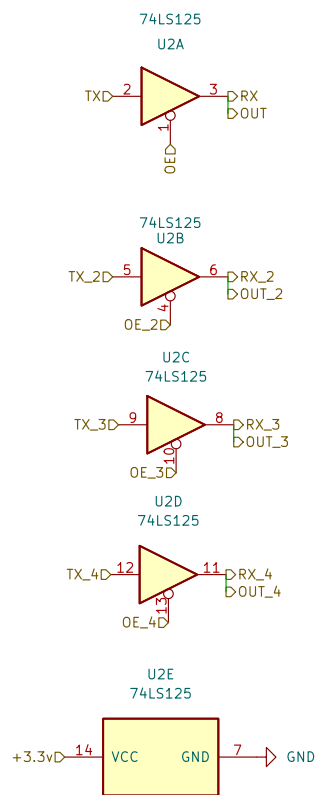 74LS125
U2A
TX 2 3 RX
OUT
1
OE
74LS125
U2B
TX_2 5 6 RX_2
OUT_2
4
OE_2
U2C
74LS125
TX_3 9 8 RX_3
OUT_3
10
OE_3
U2D
74LS125
TX_4 12 11 RX_4
OUT_4
13
OE_4
U2E
74LS125
+3.3v 14 VCC GND 7 GND